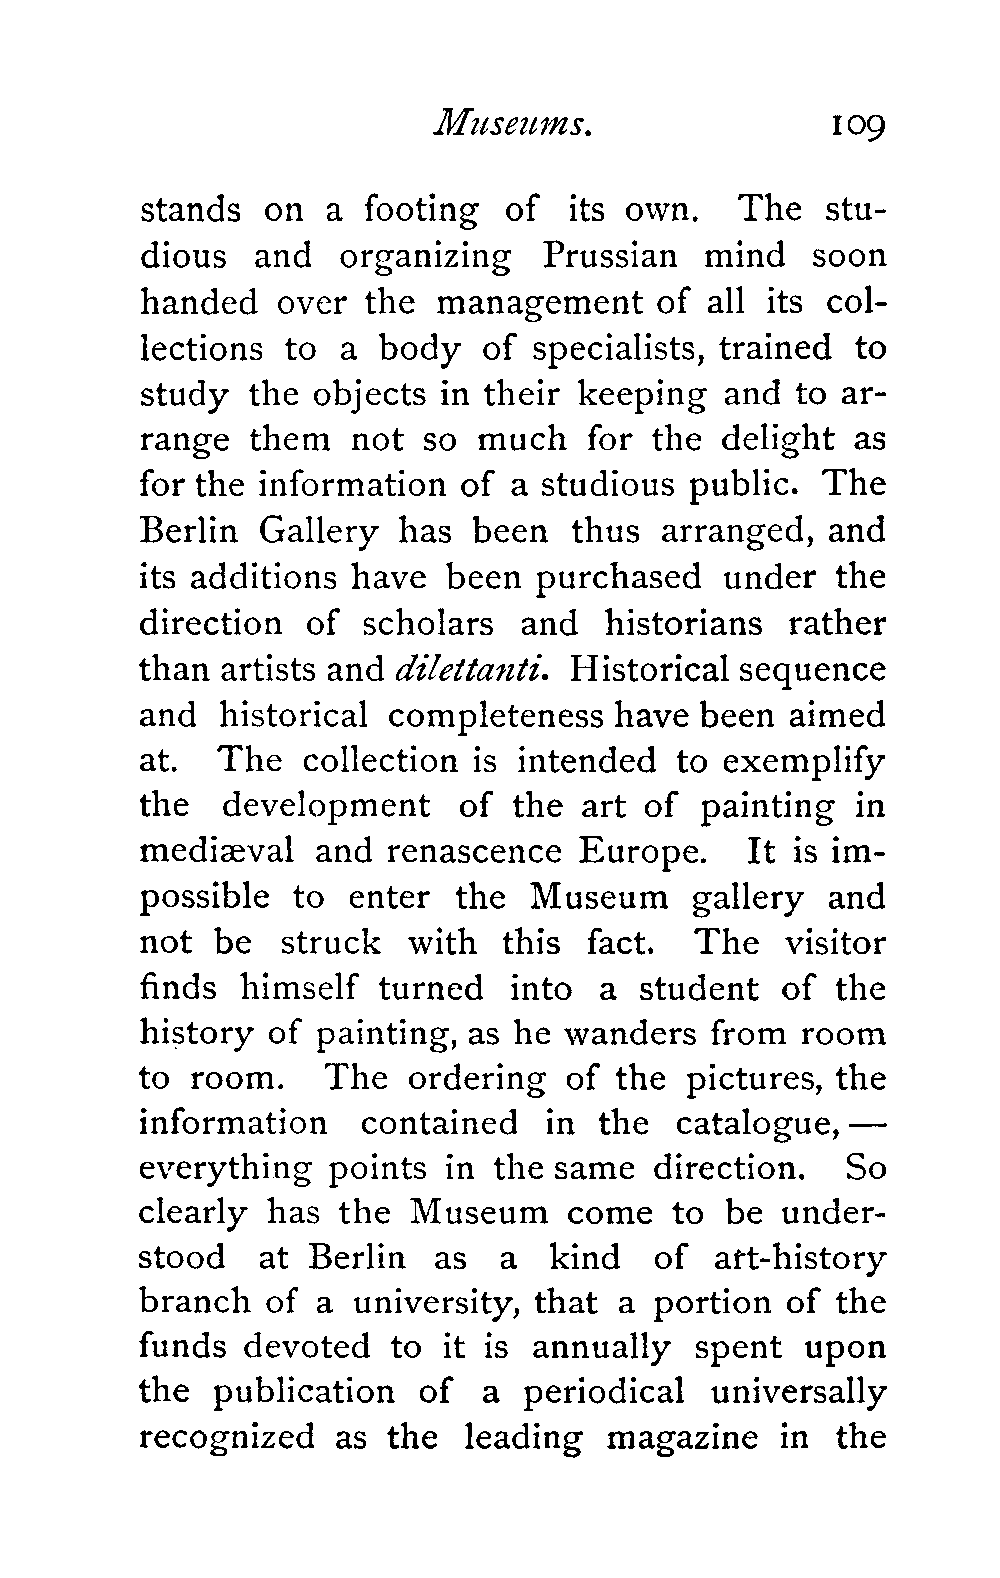 Museums. 109
stands on a footing of its own. The stu-
dious and organizing Prussian mind soon
handed over the management of all its col-
lections to a body of specialists, trained to
study the objects in their keeping and to ar-
range them not so much for the delight as
for the information of a studious public. The
Berlin Gallery has been thus arranged, and
its additions have been purchased under the
direction of scholars and historians rather
than artists and dilettanti. Historical sequence
and historical completeness have been aimed
at. The collection is intended to exemplify
the development of the art of painting in
mediæval and renascence Europe. It is im-
possible to enter the Museum gallery and
not be struck with this fact. The visitor
finds himself turned into a student of the
history of painting, as he wanders from room
to room. The ordering of the pictures, the
information contained in the catalogue, —
everything points in the same direction. So
clearly has the Museum come to be under-
stood at Berlin as a kind of art-history
branch of a university, that a portion of the
funds devoted to it is annually spent upon
the publication of a periodical universally
recognized as the leading magazine in the